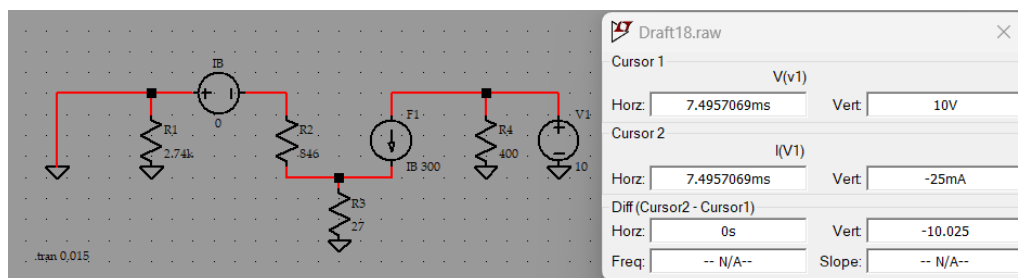 IB
0
R1
2.74k
R2
846
F1
IB 300
R3
27
R4
400
V1
10
.tran 0.015
Draft18.raw
Cursor 1
V(v1)
Horz: 7.4957069ms Vert: 10V
Cursor 2
I(V1)
Horz: 7.4957069ms Vert: -25mA
Diff (Cursor2 - Cursor1)
Horz: 0s Vert: -10.025
Freq: -- N/A-- Slope: -- N/A--